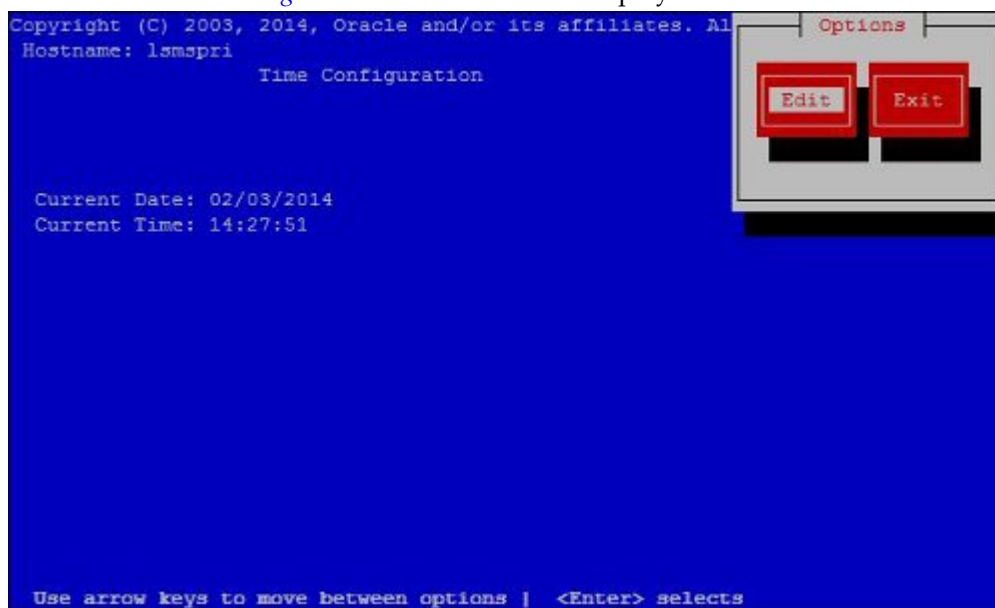 Copyright (C) 2003, 2014, Oracle and/or its affiliates. Al
Options
Hostname: lsmspri
Time Configuration
Edit
Exit
Current Date: 02/03/2014
Current Time: 14:27:51
Use arrow keys to move between options | <Enter> selects